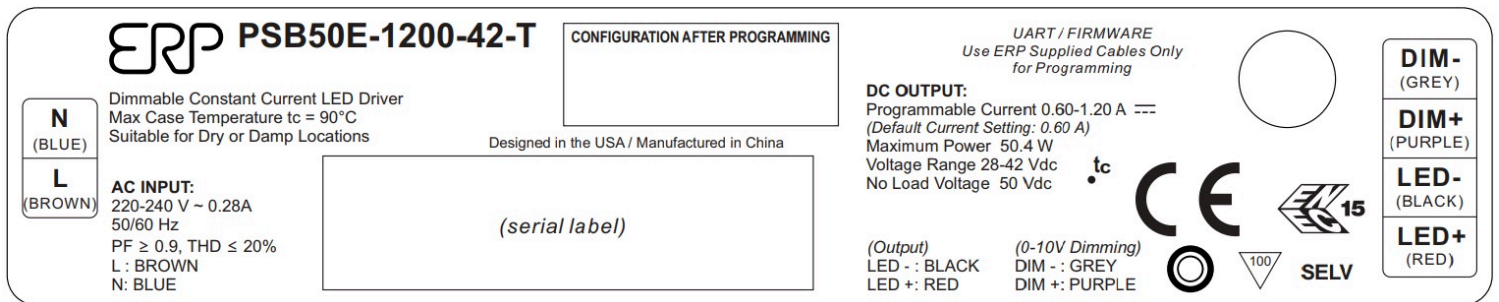 ERP PSB50E-1200-42-T
Dimmable Constant Current LED Driver
Max Case Temperature tc = 90°C
Suitable for Dry or Damp Locations
N
(BLUE)
L
(BROWN)
AC INPUT:
220-240 V ~ 0.28A
50/60 Hz
PF ≥ 0.9, THD ≤ 20%
L : BROWN
N: BLUE
CONFIGURATION AFTER PROGRAMMING
Designed in the USA / Manufactured in China
(serial label)
UART / FIRMWARE
Use ERP Supplied Cables Only
for Programming
DC OUTPUT:
Programmable Current 0.60-1.20 A ⎓
(Default Current Setting: 0.60 A)
Maximum Power 50.4 W
Voltage Range 28-42 Vdc
No Load Voltage 50 Vdc
tc
(Output)
LED - : BLACK
LED +: RED
(0-10V Dimming)
DIM - : GREY
DIM +: PURPLE
CE
ENEC 15
100
SELV
DIM-
(GREY)
DIM+
(PURPLE)
LED-
(BLACK)
LED+
(RED)